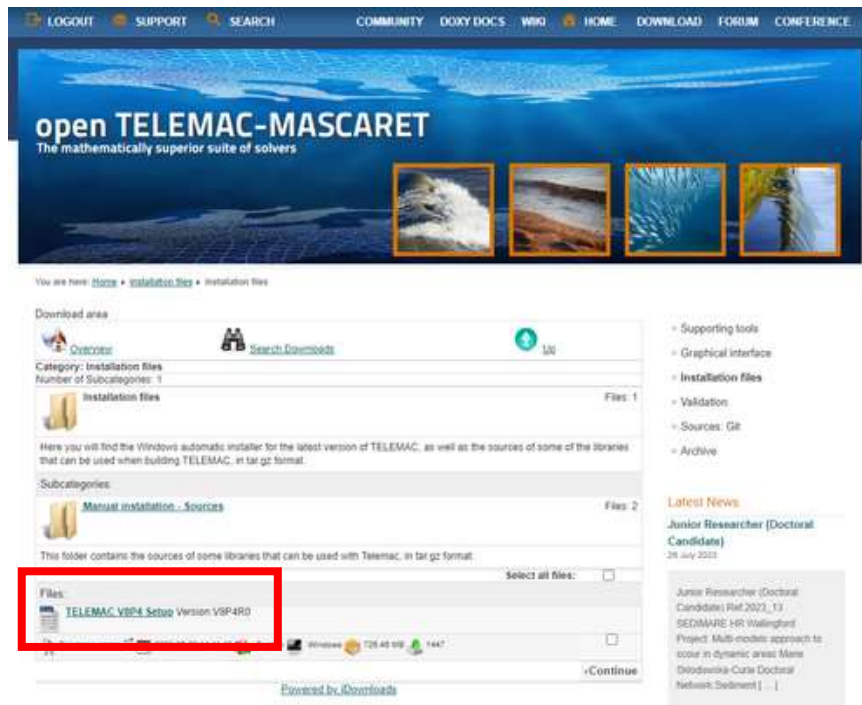 LOGOUT SUPPORT SEARCH COMMUNITY DOXY DOCS WIKI HOME DOWNLOAD FORUM CONFERENCE
open TELEMAC-MASCARET
The mathematically superior suite of solvers
You are here: Home Installation files Installation files
Download area
Overview Search Downloads Up
Category: Installation files
Number of Subcategories: 1
Installation files Files: 1
Here you will find the Windows automatic installer for the latest version of TELEMAC, as well as the sources of some of the libraries
that can be used when building TELEMAC, in tar.gz format.
Subcategories:
Manual installation - Sources Files: 2
This folder contains the sources of some libraries that can be used with Telemac, in tar.gz format.
Select all files:
Files:
TELEMAC V8P4 Setup Version:V8P4R0
Windows 726.46 MB 1447
›Continue
Powered by jDownloads
Supporting tools
Graphical interface
Installation files
Validation
Sources: Git
Archive
Latest News
Junior Researcher (Doctoral
Candidate)
26 July 2023
Junior Researcher (Doctoral
Candidate) Ref:2023_13
SEDIMARE HR Wallingford
Project: Multi-models approach to
scour in dynamic areas Marie
Sklodowska-Curie Doctoral
Network Sediment [ ... ]